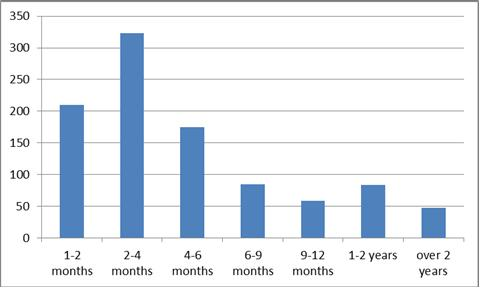 350
300
250
200
150
100
50
0
1-2 months
2-4 months
4-6 months
6-9 months
9-12 months
1-2 years
over 2 years